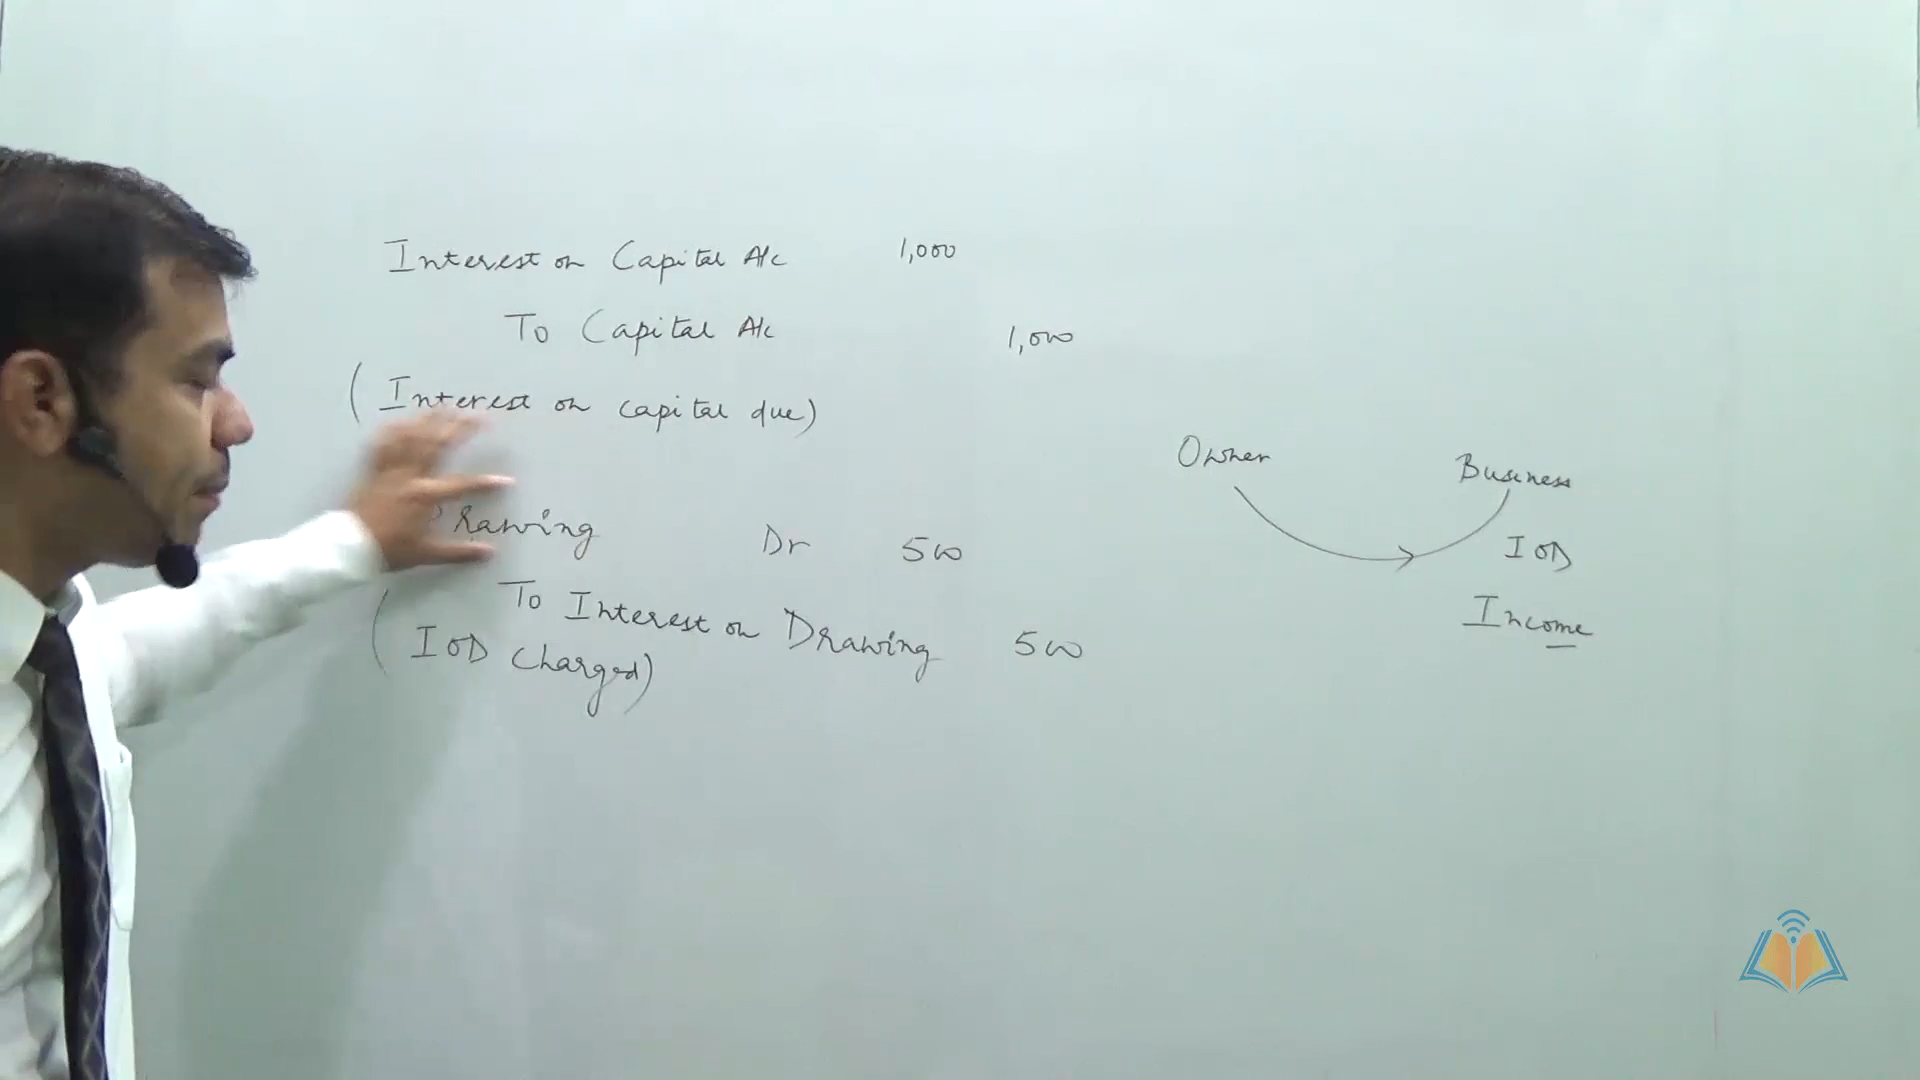 Interest on Capital A/c 1,000
To Capital A/c 1,000
(Interest on capital due)
Drawing Dr 500
To Interest on Drawing 500
(IOD Charged)
Owner
Business
IOD
Income